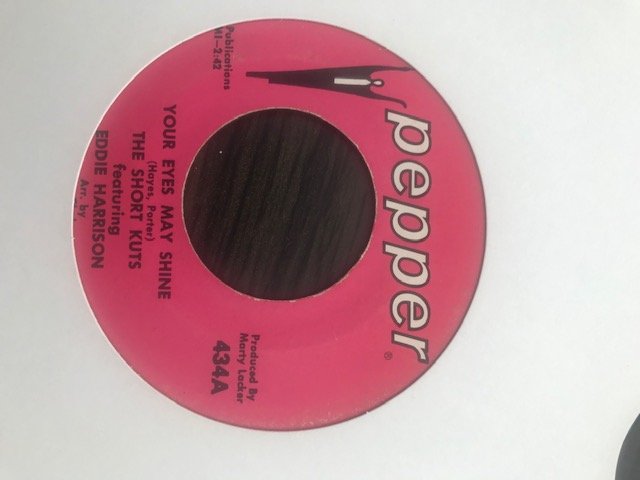 pepper
®
Publications
MI-2:42
Produced By
Marty Lacker
434A
YOUR EYES MAY SHINE
(Hayes, Porter)
THE SHORT KUTS
featuring
EDDIE HARRISON
Arr. by